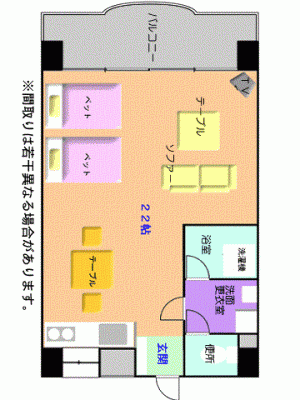 バルコニー
TV
テーブル
ソファー
ベット
ベット
22帖
テーブル
浴室
洗濯機
洗面
更衣室
玄関
便所
※間取りは若干異なる場合があります。